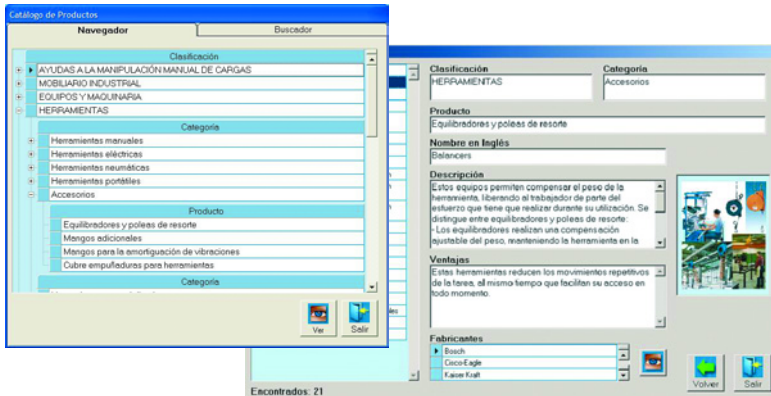 Catálogo de Productos
Navegador
Buscador
Clasificación
AYUDAS A LA MANIPULACIÓN MANUAL DE CARGAS
MOBILIARIO INDUSTRIAL
EQUIPOS Y MAQUINARIA
HERRAMIENTAS
Categoría
Herramientas manuales
Herramientas eléctricas
Herramientas neumáticas
Herramientas portátiles
Accesorios
Producto
Equilibradores y poleas de resorte
Mangos adicionales
Mangos para la amortiguación de vibraciones
Cubre empuñaduras para herramientas
Categoría
Ver
Salir
Clasificación
Categoría
HERRAMIENTAS
Accesorios
Producto
Equilibradores y poleas de resorte
Nombre en Inglés
Balancers
Descripción
Estos equipos permiten compensar el peso de la
herramienta, liberando al trabajador de parte del
esfuerzo que tiene que realizar durante su utilización. Se
distingue entre equilibradores y poleas de resorte:
- Los equilibradores realizan una compensación
ajustable del peso, manteniendo la herramienta en la
Ventajas
Estas herramientas reducen los movimientos repetitivos
de la tarea, al mismo tiempo que facilitan su acceso en
todo momento.
Fabricantes
Bosch
Cisco-Eagle
Kaiser Kraft
Volver
Salir
Encontrados: 21